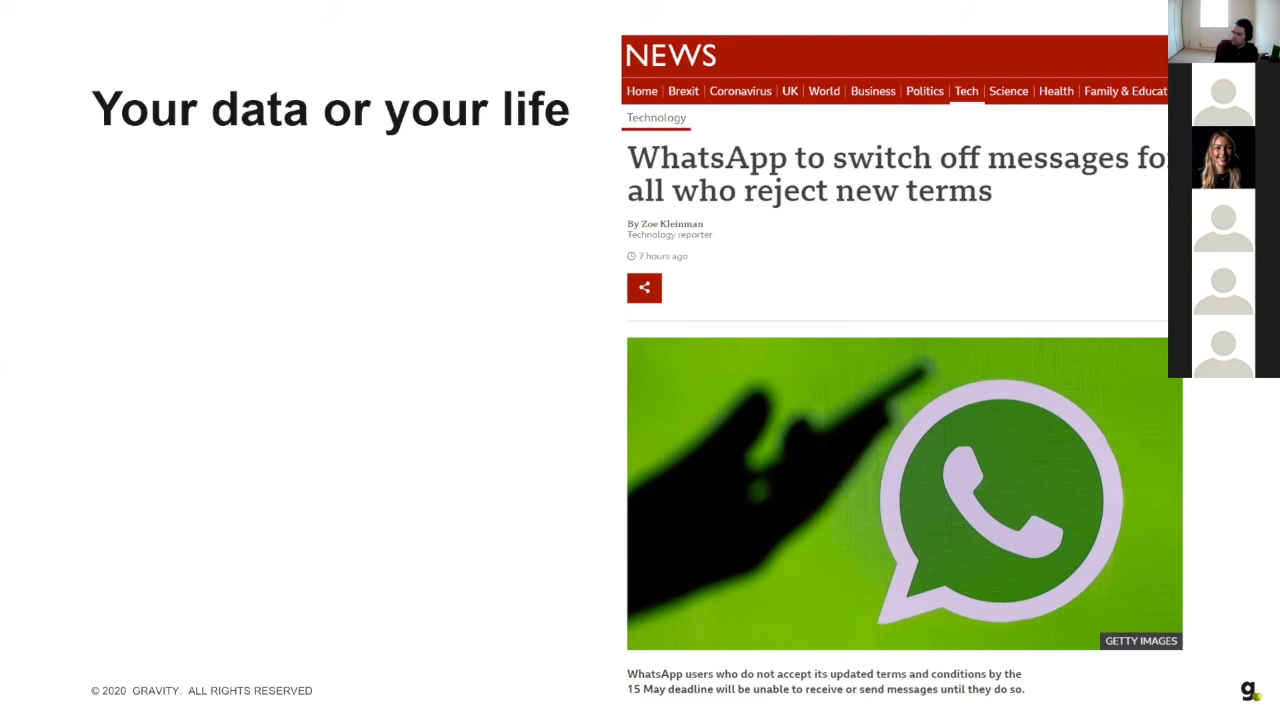 Your data or your life
NEWS
Home Brexit Coronavirus UK World Business Politics Tech Science Health Family & Educat
Technology
WhatsApp to switch off messages fo
all who reject new terms
By Zoe Kleinman
Technology reporter
7 hours ago
GETTY IMAGES
WhatsApp users who do not accept its updated terms and conditions by the
15 May deadline will be unable to receive or send messages until they do so.
© 2020 GRAVITY. ALL RIGHTS RESERVED
g